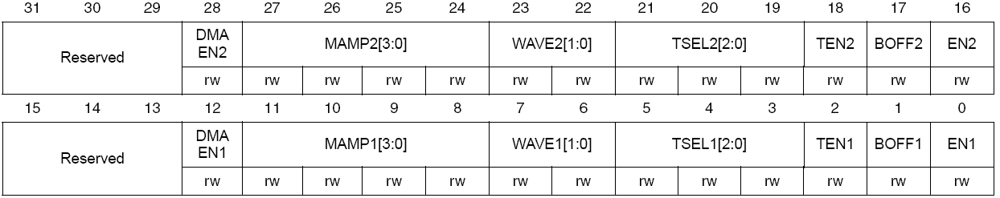 31 30 29 28 27 26 25 24 23 22 21 20 19 18 17 16
Reserved DMA EN2 MAMP2[3:0] WAVE2[1:0] TSEL2[2:0] TEN2 BOFF2 EN2
rw rw rw rw rw rw rw rw rw rw rw rw rw
15 14 13 12 11 10 9 8 7 6 5 4 3 2 1 0
Reserved DMA EN1 MAMP1[3:0] WAVE1[1:0] TSEL1[2:0] TEN1 BOFF1 EN1
rw rw rw rw rw rw rw rw rw rw rw rw rw